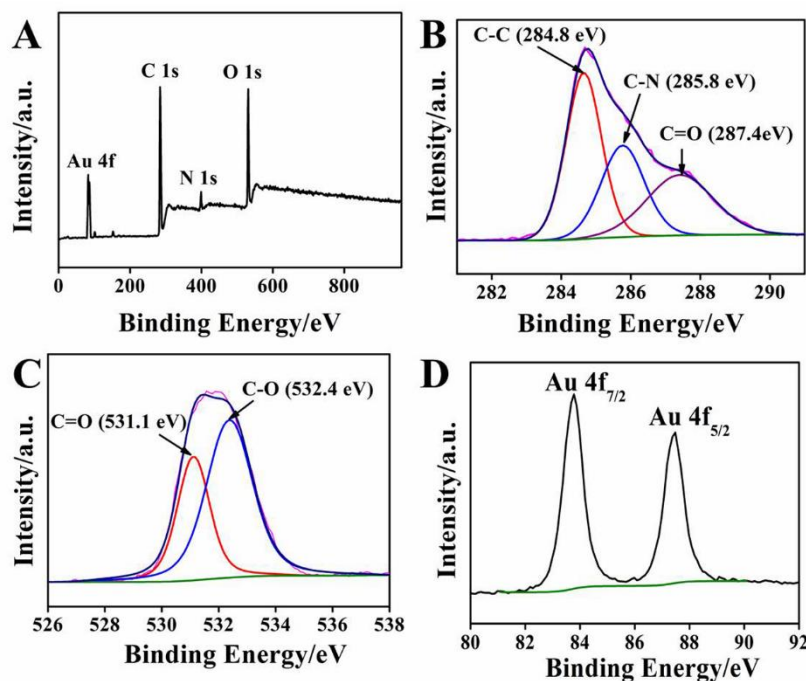 A
C 1s
O 1s
Au 4f
N 1s
Intensity/a.u.
0 200 400 600 800
Binding Energy/eV
B
C-C (284.8 eV)
C-N (285.8 eV)
C=O (287.4eV)
Intensity/a.u.
282 284 286 288 290
Binding Energy/eV
C
C-O (532.4 eV)
C=O (531.1 eV)
Intensity/a.u.
526 528 530 532 534 536 538
Binding Energy/eV
D
Au 4f7/2
Au 4f5/2
Intensity/a.u.
80 82 84 86 88 90 92
Binding Energy/eV